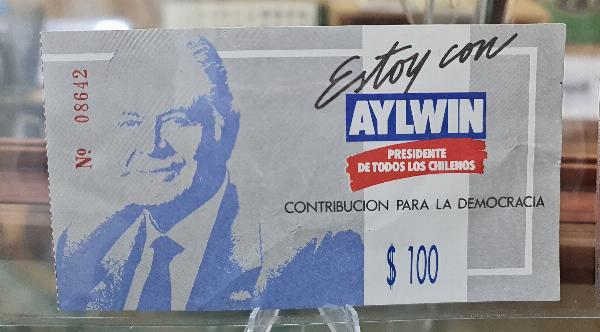 Nº 08642
Estoy con
AYLWIN
PRESIDENTE
DE TODOS LOS CHILENOS
CONTRIBUCION PARA LA DEMOCRACIA
$ 100